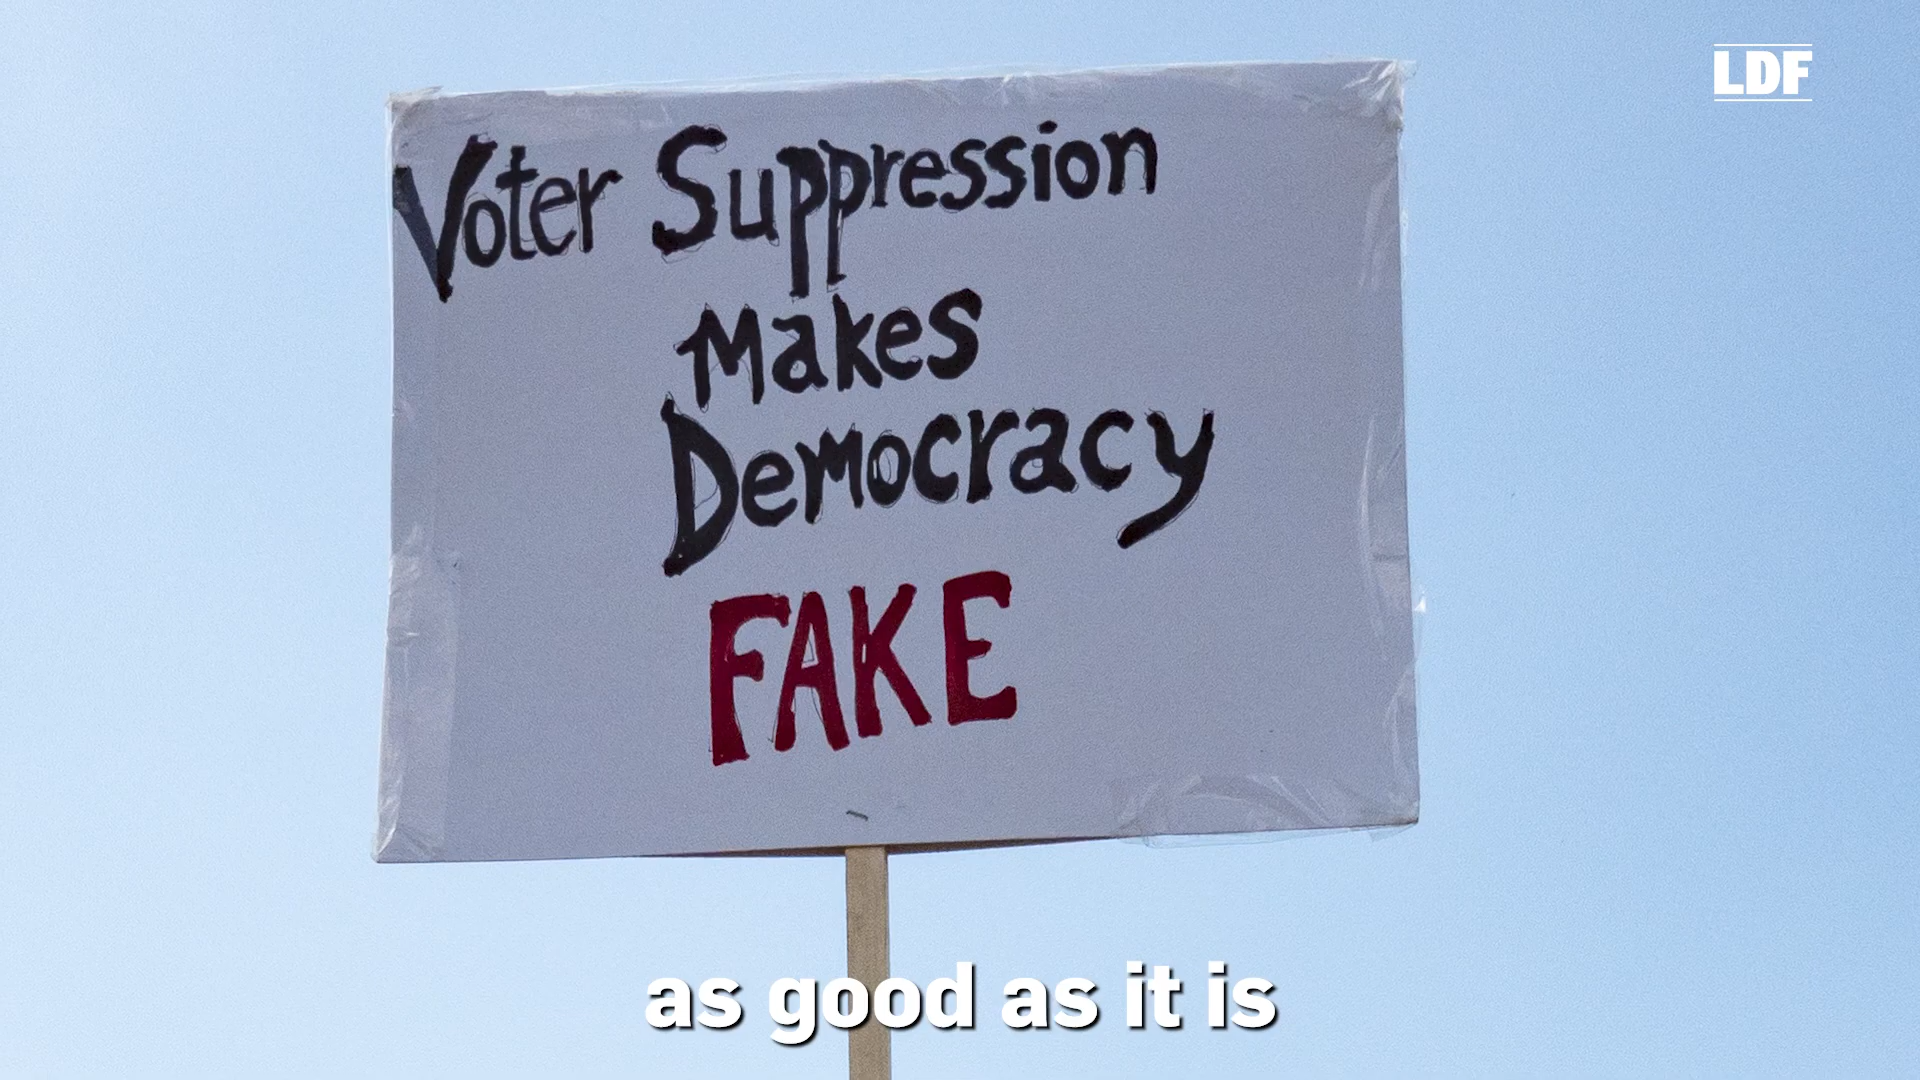 LDF
Voter Suppression
Makes
Democracy
FAKE
as good as it is